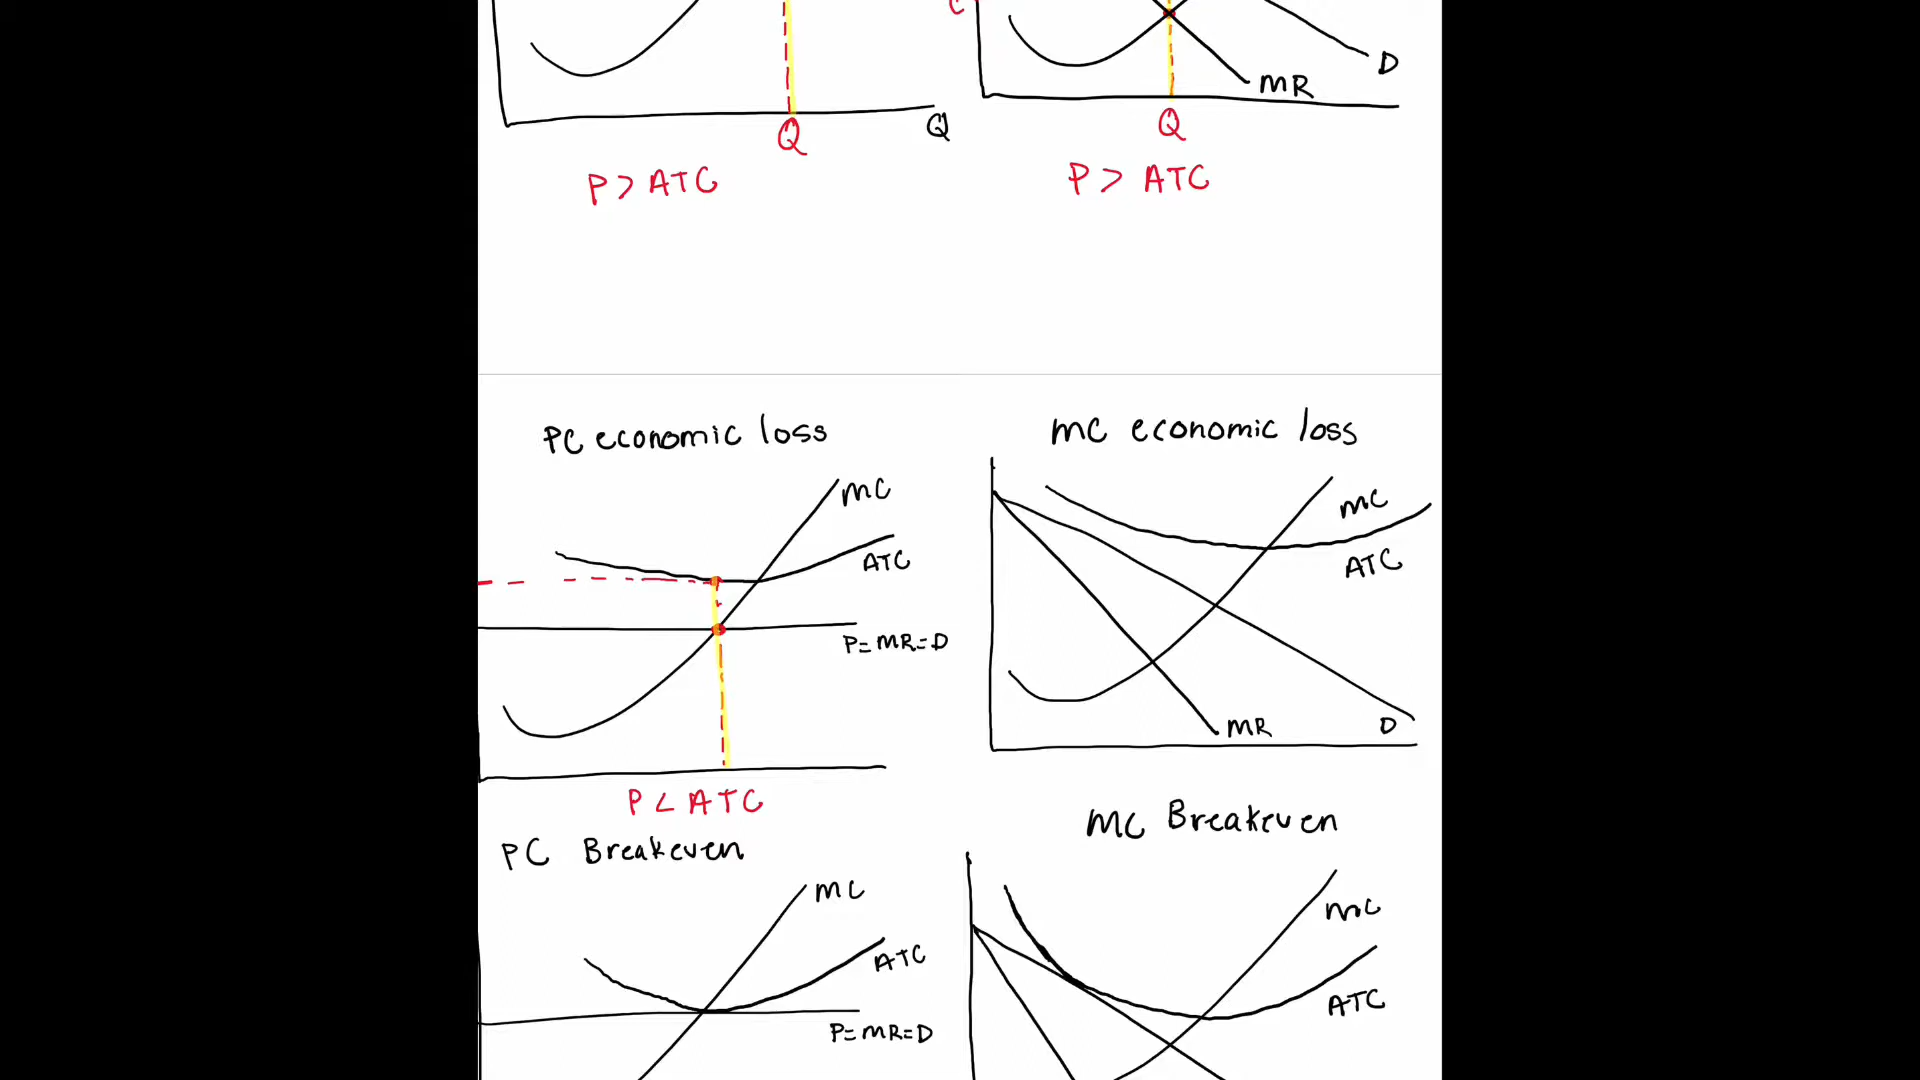 C
D
MR
Q
Q
Q
P > ATC
P > ATC
PC economic loss
MC economic loss
MC
ATC
P=MR=D
P < ATC
MC
ATC
MR
D
PC Breakeven
MC Breakeven
MC
ATC
P=MR=D
MC
ATC